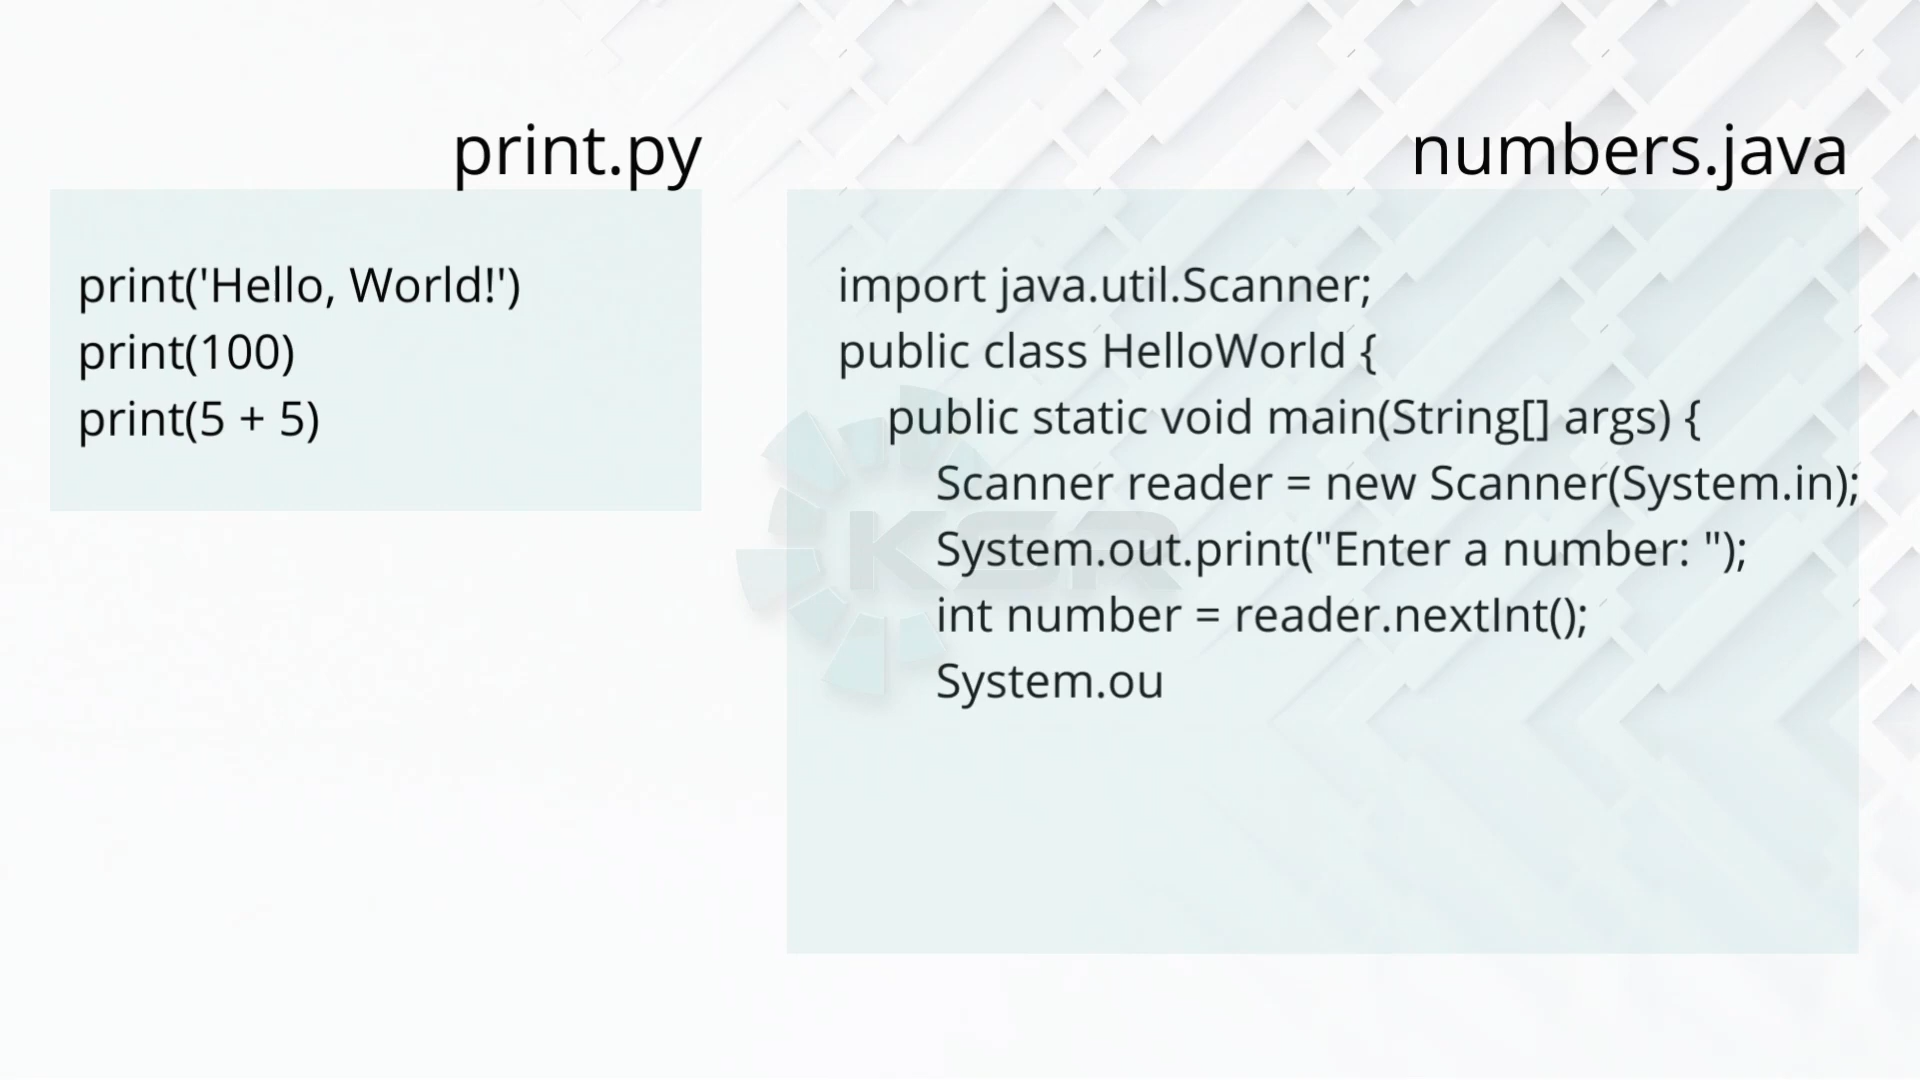 print.py
print('Hello, World!')
print(100)
print(5 + 5)
numbers.java
import java.util.Scanner;
public class HelloWorld {
public static void main(String[] args) {
Scanner reader = new Scanner(System.in);
System.out.print("Enter a number: ");
int number = reader.nextInt();
System.ou
KSR